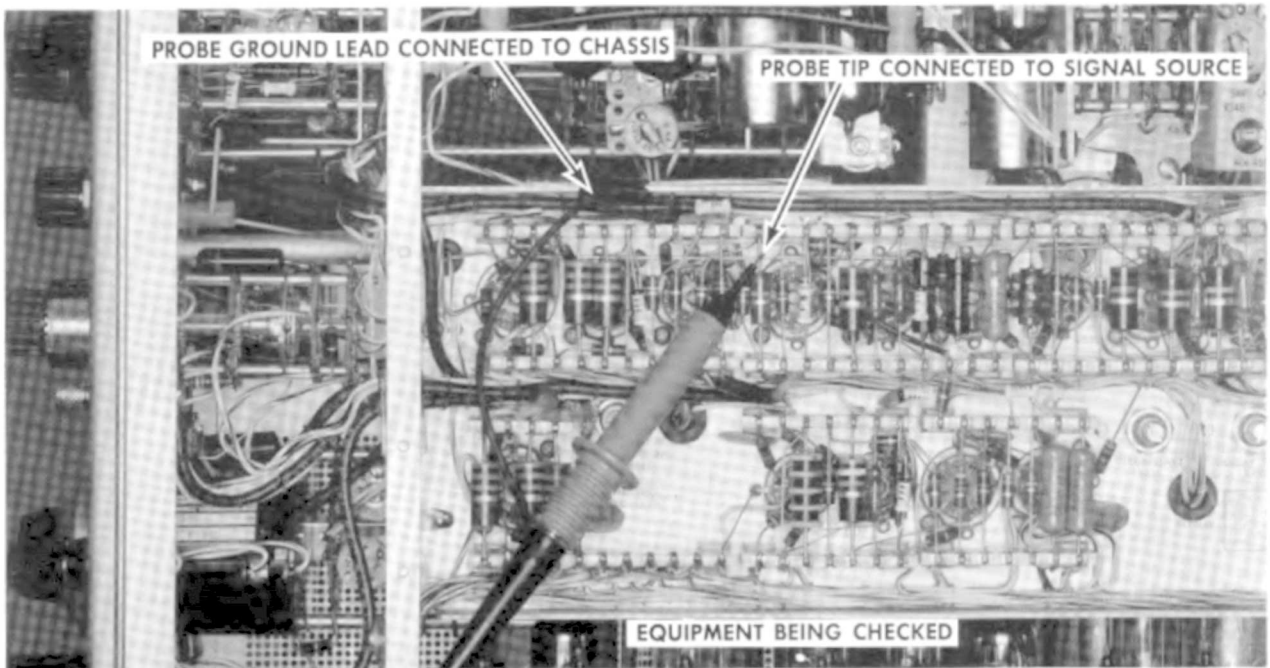 PROBE GROUND LEAD CONNECTED TO CHASSIS
PROBE TIP CONNECTED TO SIGNAL SOURCE
EQUIPMENT BEING CHECKED